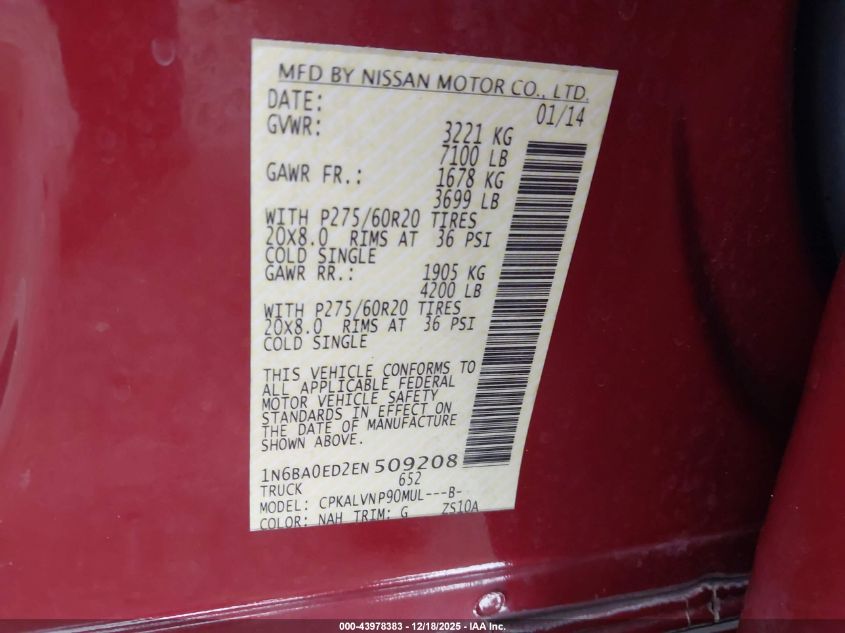 MFD BY NISSAN MOTOR CO., LTD.
DATE: 01/14
GVWR: 3221 KG
7100 LB
GAWR FR.: 1678 KG
3699 LB
WITH P275/60R20 TIRES
20X8.0 RIMS AT 36 PSI
COLD SINGLE
GAWR RR.: 1905 KG
4200 LB
WITH P275/60R20 TIRES
20X8.0 RIMS AT 36 PSI
COLD SINGLE
THIS VEHICLE CONFORMS TO
ALL APPLICABLE FEDERAL
MOTOR VEHICLE SAFETY
STANDARDS IN EFFECT ON
THE DATE OF MANUFACTURE
SHOWN ABOVE.
1N6BA0ED2EN 509208
TRUCK 652
MODEL: CPKALVNP90MUL---B-
COLOR: NAH TRIM: G ZS10A
000-43978383 - 12/18/2025 - IAA Inc.